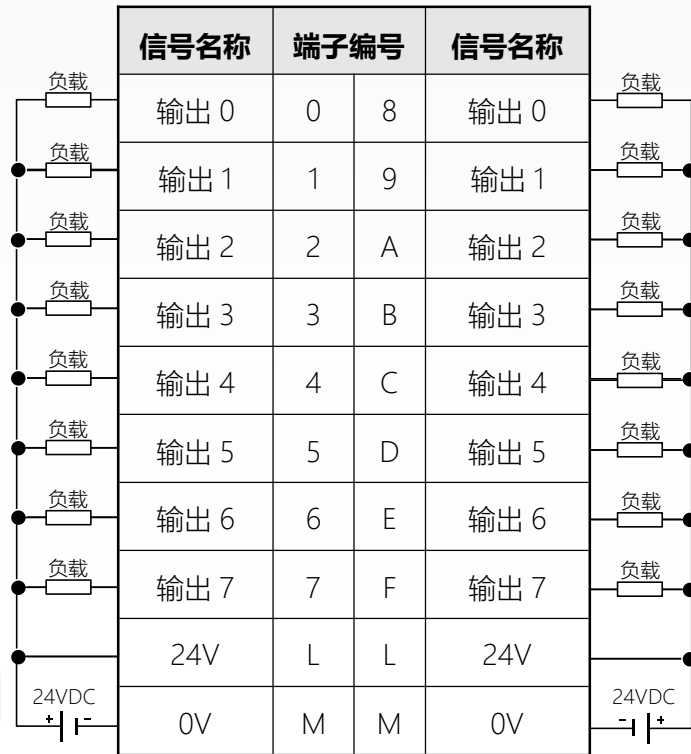 信号名称 端子编号 信号名称
负载 输出 0 0 8 输出 0 负载
负载 输出 1 1 9 输出 1 负载
负载 输出 2 2 A 输出 2 负载
负载 输出 3 3 B 输出 3 负载
负载 输出 4 4 C 输出 4 负载
负载 输出 5 5 D 输出 5 负载
负载 输出 6 6 E 输出 6 负载
负载 输出 7 7 F 输出 7 负载
24V L L 24V
24VDC 0V M M 0V 24VDC
+ - - +